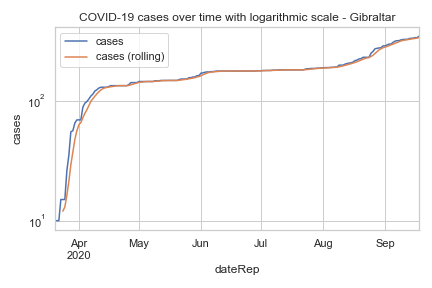 COVID-19 cases over time with logarithmic scale - Gibraltar
cases
cases (rolling)
10²
10¹
cases
Apr
2020
May
Jun
Jul
Aug
Sep
dateRep